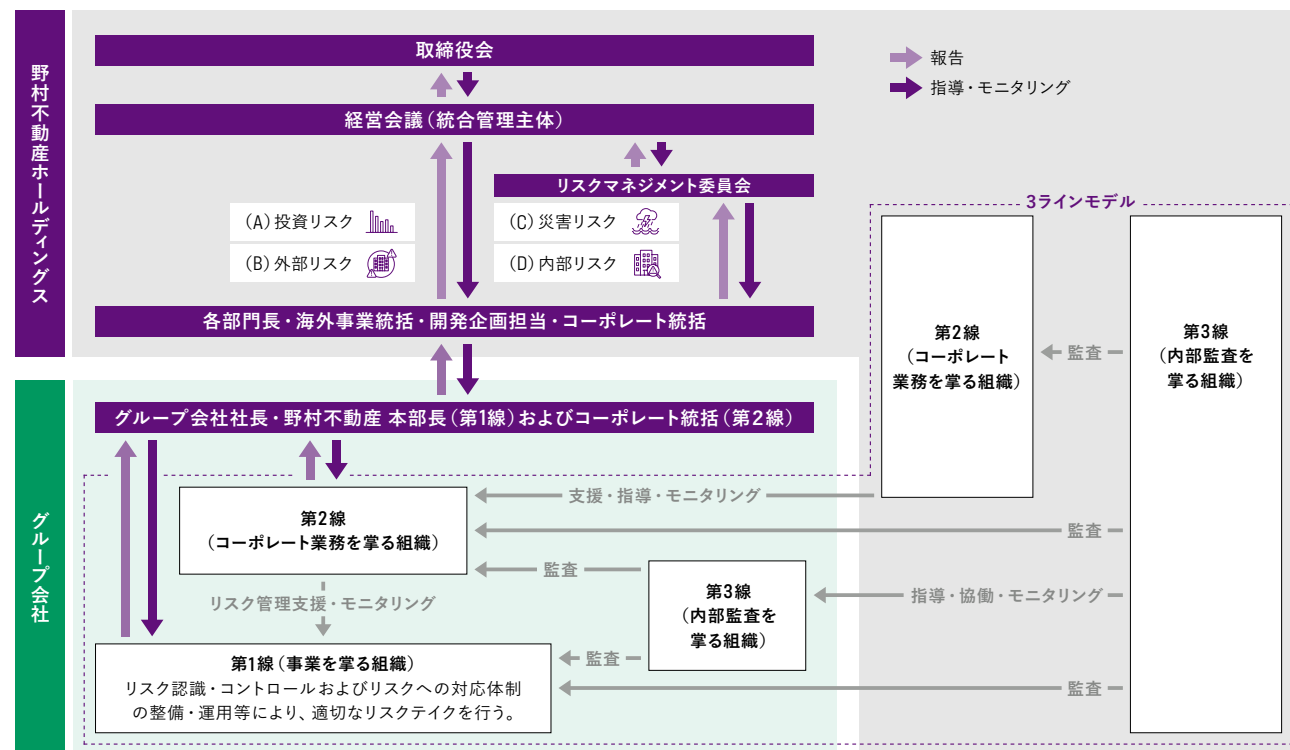 野村不動産ホールディングス
取締役会
報告
指導・モニタリング
経営会議（統合管理主体）
リスクマネジメント委員会
(A)投資リスク
(B)外部リスク
(C)災害リスク
(D)内部リスク
各部門長・海外事業統括・開発企画担当・コーポレート統括
3ラインモデル
第2線
（コーポレート
業務を掌る組織）
監査
第3線
（内部監査を
掌る組織）
グループ会社
グループ会社社長・野村不動産 本部長（第1線）およびコーポレート統括（第2線）
第2線
（コーポレート業務を掌る組織）
支援・指導・モニタリング
監査
監査
リスク管理支援・モニタリング
第3線
（内部監査を
掌る組織）
指導・協働・モニタリング
監査
第1線（事業を掌る組織）
リスク認識・コントロールおよびリスクへの対応体制
の整備・運用等により、適切なリスクテイクを行う。
監査